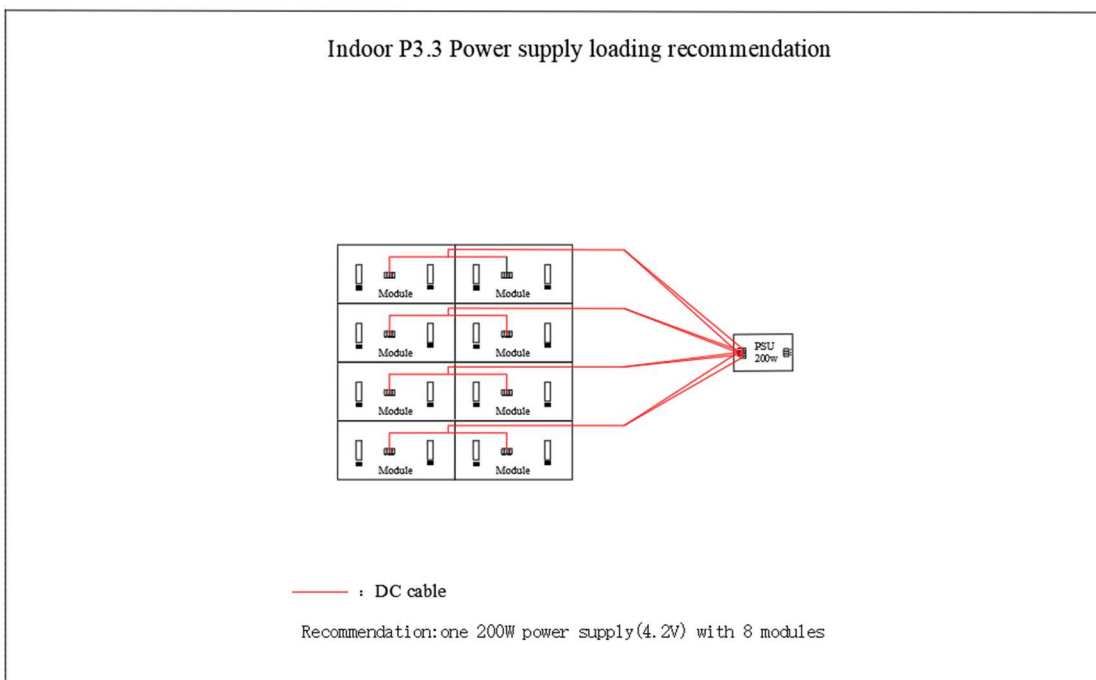 Indoor P3.3 Power supply loading recommendation
Module Module
Module Module
PSU
200w
Module Module
Module Module
: DC cable
Recommendation:one 200W power supply(4.2V) with 8 modules